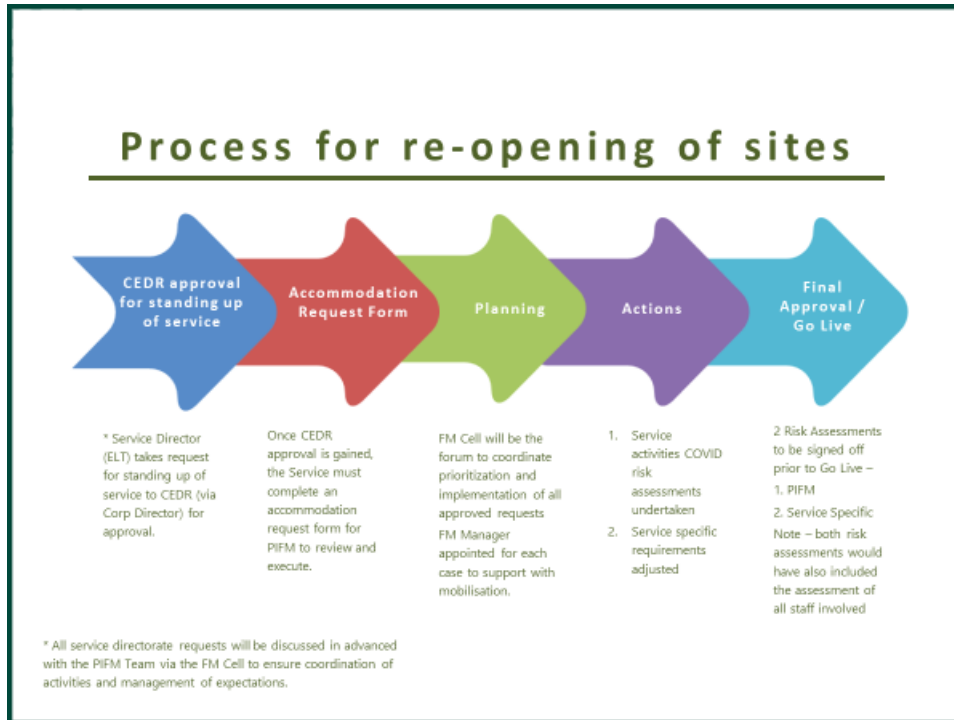 Process for re-opening of sites
CEDR approval
for standing up
of service
Accommodation
Request Form
Planning
Actions
Final
Approval /
Go Live
* Service Director
(ELT) takes request
for standing up of
service to CEDR (via
Corp Director) for
approval.
Once CEDR
approval is gained,
the Service must
complete an
accommodation
request form for
PIFM to review and
execute.
FM Cell will be the
forum to coordinate
prioritization and
implementation of all
approved requests
FM Manager
appointed for each
case to support with
mobilisation.
1. Service
activities COVID
risk
assessments
undertaken
2. Service specific
requirements
adjusted
2 Risk Assessments
to be signed off
prior to Go Live –
1. PIFM
2. Service Specific
Note – both risk
assessments would
have also included
the assessment of
all staff involved
* All service directorate requests will be discussed in advanced
with the PIFM Team via the FM Cell to ensure coordination of
activities and management of expectations.